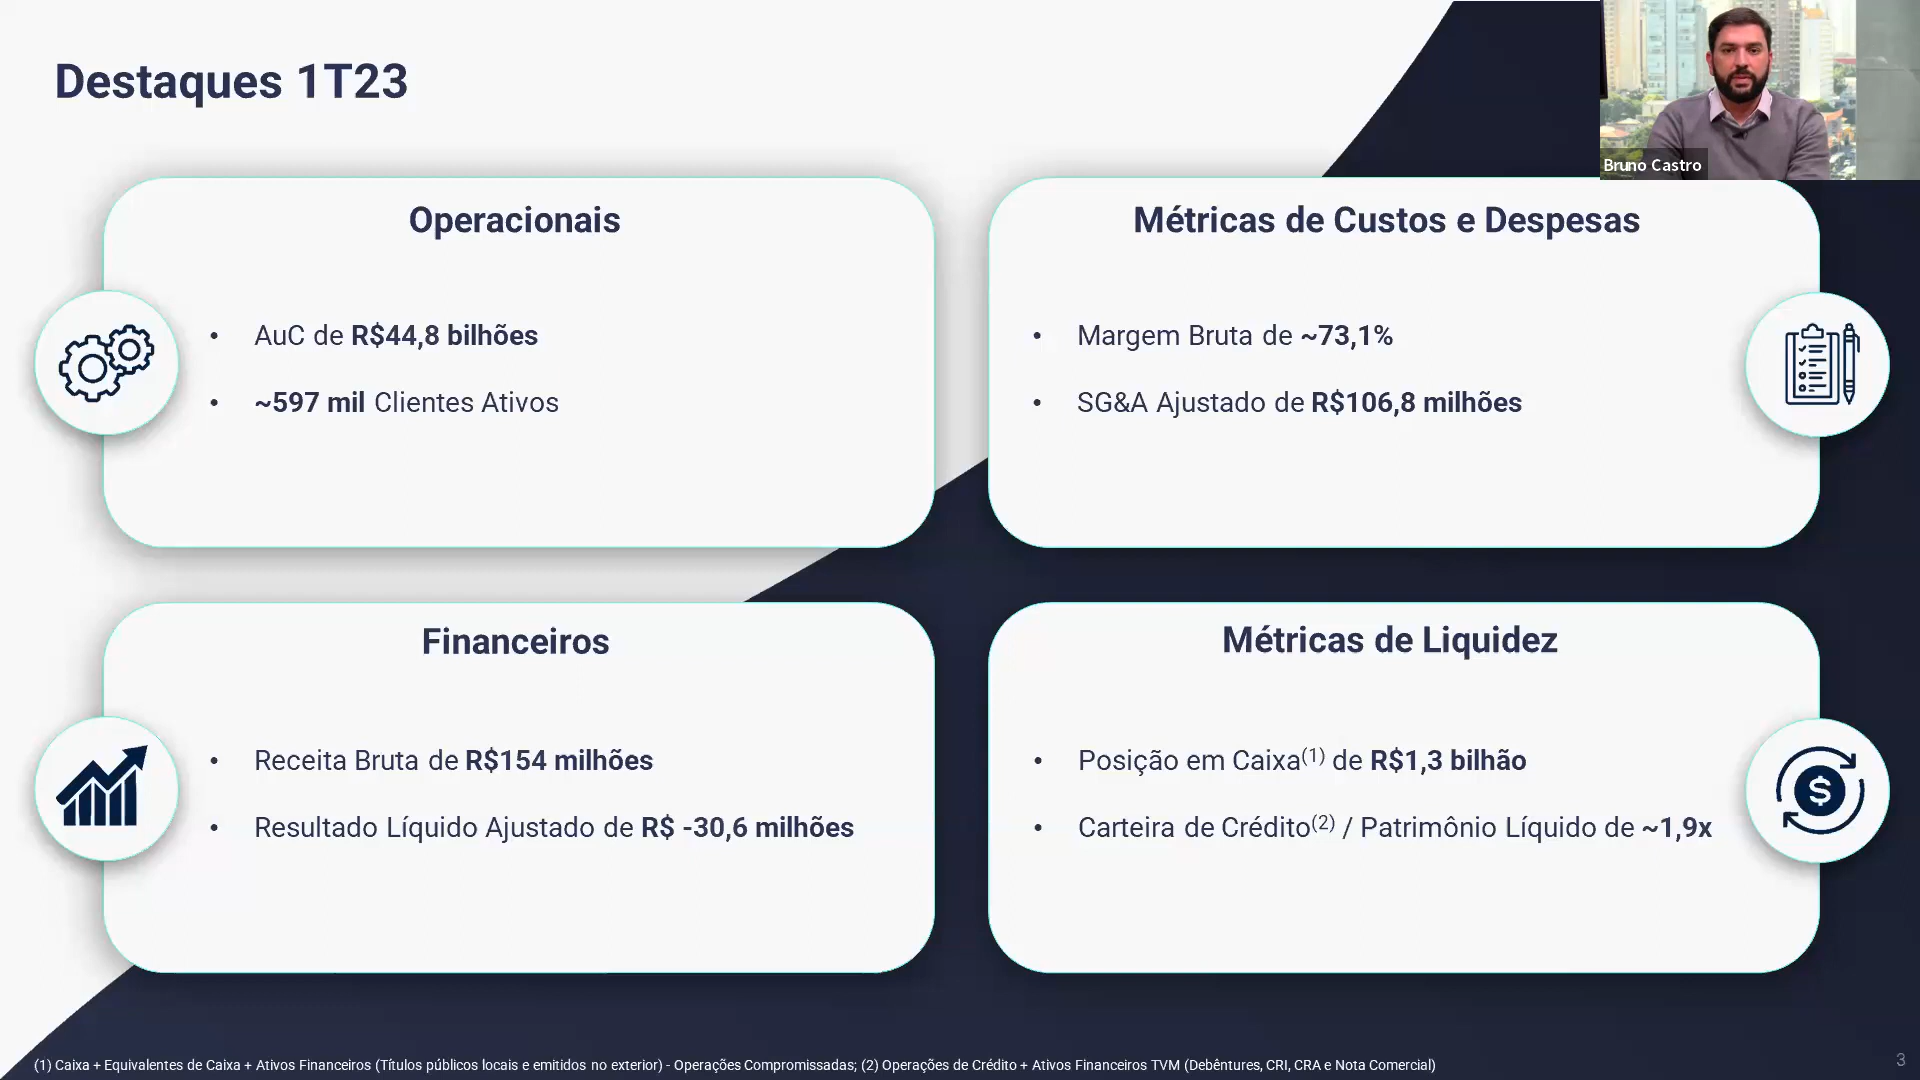 Destaques 1T23
Bruno Castro
Operacionais
• AuC de R$44,8 bilhões
• ~597 mil Clientes Ativos
Métricas de Custos e Despesas
• Margem Bruta de ~73,1%
• SG&A Ajustado de R$106,8 milhões
Financeiros
• Receita Bruta de R$154 milhões
• Resultado Líquido Ajustado de R$ -30,6 milhões
Métricas de Liquidez
• Posição em Caixa(1) de R$1,3 bilhão
• Carteira de Crédito(2) / Patrimônio Líquido de ~1,9x
$
(1) Caixa + Equivalentes de Caixa + Ativos Financeiros (Títulos públicos locais e emitidos no exterior) - Operações Compromissadas; (2) Operações de Crédito + Ativos Financeiros TVM (Debêntures, CRI, CRA e Nota Comercial)
3